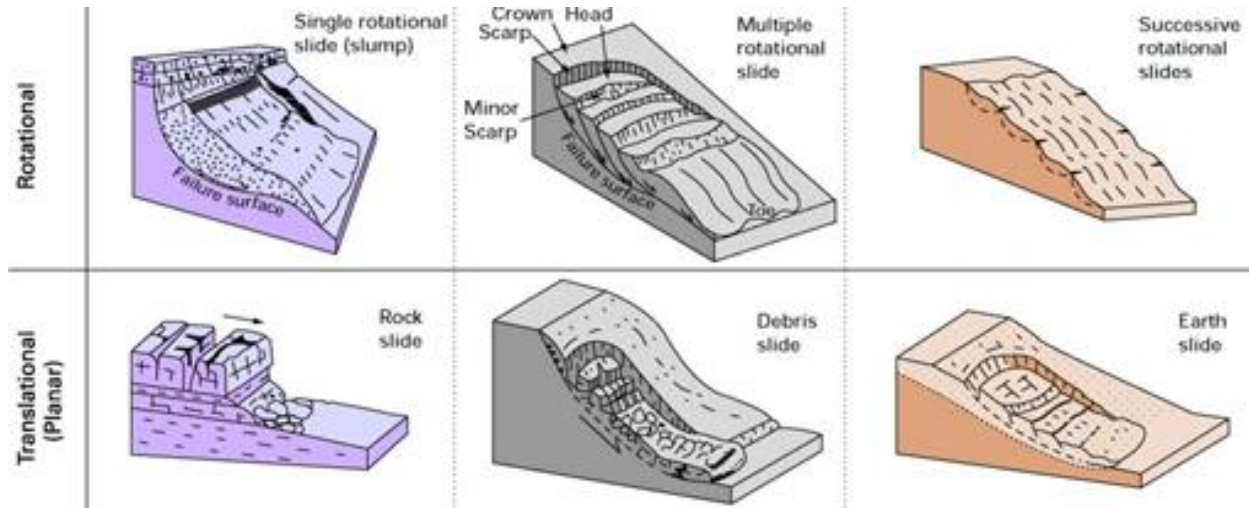 Rotational
Single rotational
slide (slump)
Failure surface
Crown
Head
Scarp
Minor
Scarp
Failure surface
Toe
Multiple
rotational
slide
Successive
rotational
slides
Translational
(Planar)
Rock
slide
Debris
slide
Earth
slide